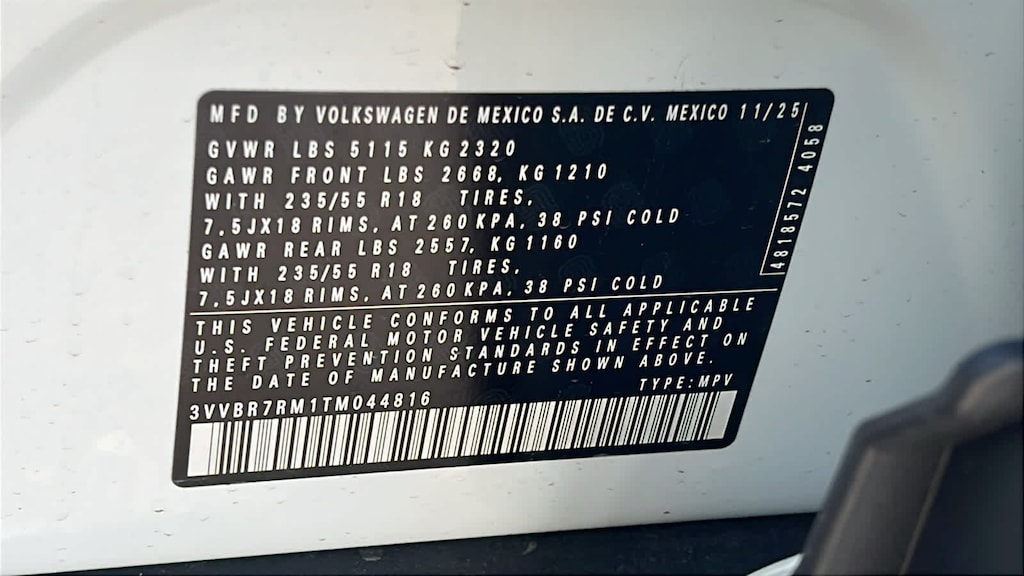 MFD BY VOLKSWAGEN DE MEXICO S.A. DE C.V. MEXICO 11/25
GVWR LBS 5115 KG 2320
GAWR FRONT LBS 2668, KG 1210
WITH 235/55 R18 TIRES,
7,5JX18 RIMS, AT 260 KPA, 38 PSI COLD
GAWR REAR LBS 2557, KG 1160
WITH 235/55 R18 TIRES,
7,5JX18 RIMS, AT 260 KPA, 38 PSI COLD
4818572 4058
THIS VEHICLE CONFORMS TO ALL APPLICABLE
U.S. FEDERAL MOTOR VEHICLE SAFETY AND
THEFT PREVENTION STANDARDS IN EFFECT ON
THE DATE OF MANUFACTURE SHOWN ABOVE.
3VVBR7RM1TM044816 TYPE: MPV